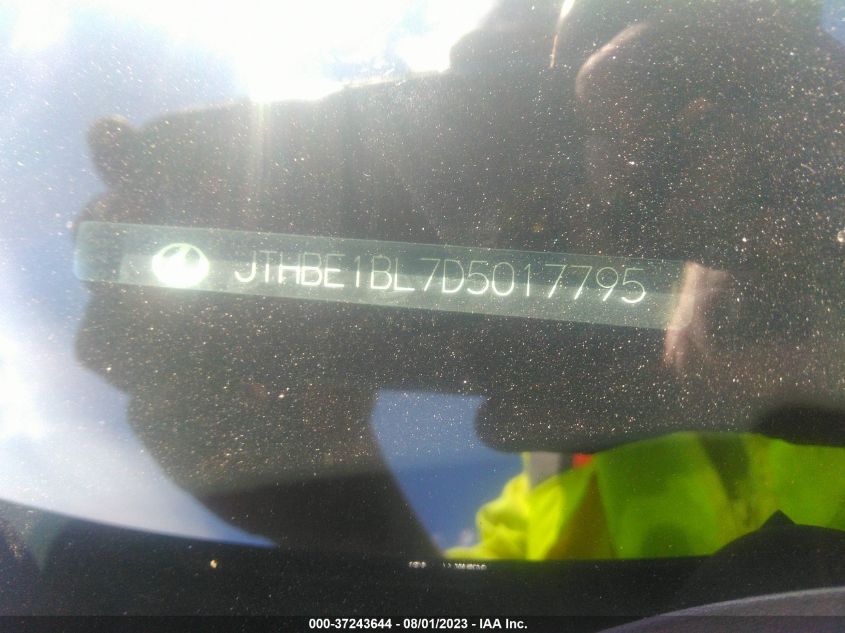 JTHBE1BL7D5017795
000-37243644 - 08/01/2023 - IAA Inc.